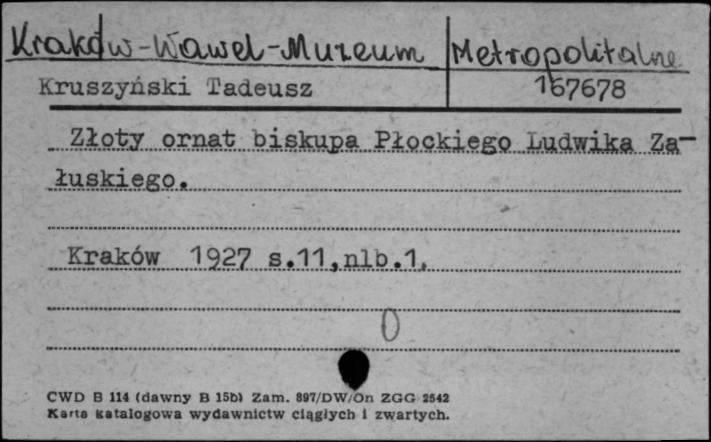 Kraków-Wawel-Muzeum Metropolitalne
Kruszyński Tadeusz 167678
Złoty ornat biskupa Płockiego Ludwika Za-
łuskiego.
Kraków 1927 s.11,nlb.1.
0
CWD B 114 (dawny B 15b) Zam. 897/DW/On ZGG 2542
Karta katalogowa wydawnictw ciągłych i zwartych.